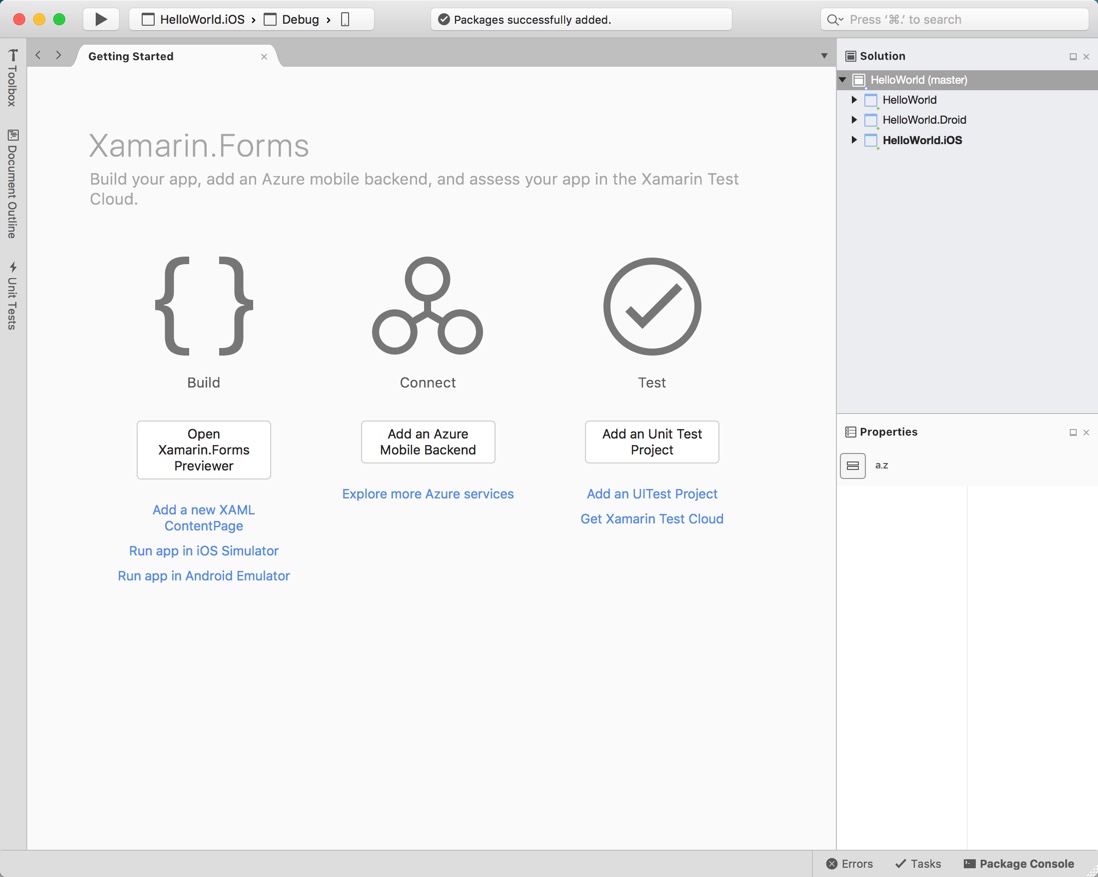 HelloWorld.iOS › Debug ›
Packages successfully added.
Press ‘⌘.’ to search
Toolbox
Document Outline
Unit Tests
Getting Started
Xamarin.Forms
Build your app, add an Azure mobile backend, and assess your app in the Xamarin Test
Cloud.
{ }
Build
Open
Xamarin.Forms
Previewer
Add a new XAML
ContentPage
Run app in iOS Simulator
Run app in Android Emulator
Connect
Add an Azure
Mobile Backend
Explore more Azure services
Test
Add an Unit Test
Project
Add an UITest Project
Get Xamarin Test Cloud
Solution
HelloWorld (master)
HelloWorld
HelloWorld.Droid
HelloWorld.iOS
Properties
a.z
Errors
Tasks
Package Console